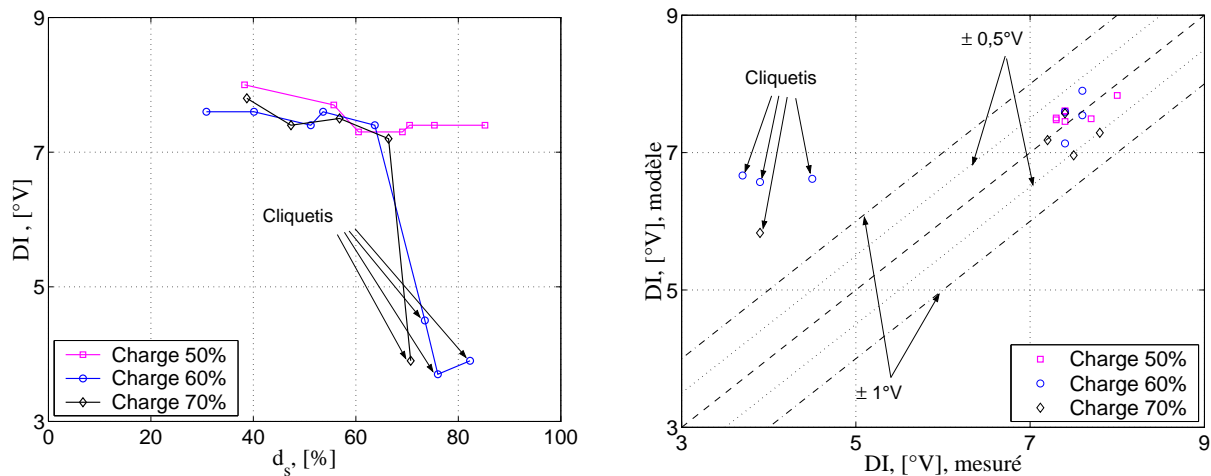 9
7
5
3
DI , [°V]
0
20
40
60
80
100
d_s, [%]
Cliquetis
Charge 50%
Charge 60%
Charge 70%
9
7
5
3
DI, [°V], modèle
3
5
7
9
DI, [°V], mesuré
± 0,5°V
Cliquetis
± 1°V
Charge 50%
Charge 60%
Charge 70%